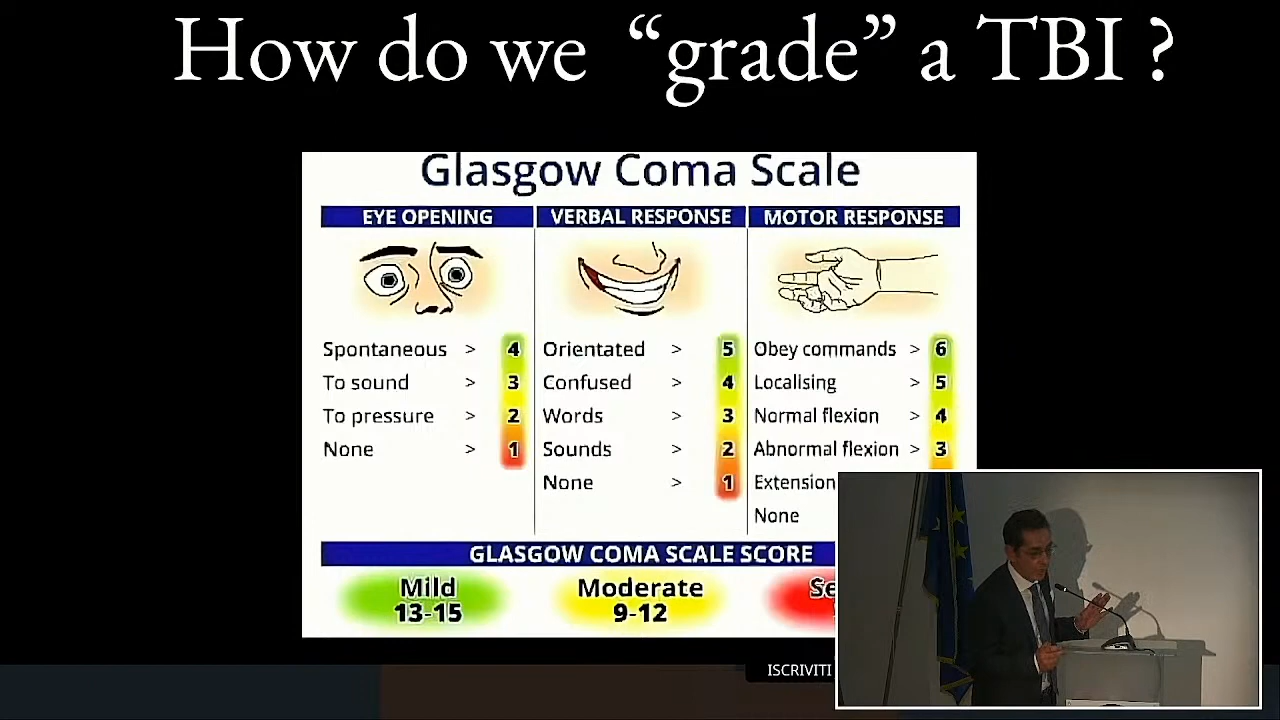 How do we “grade” a TBI ?
Glasgow Coma Scale
EYE OPENING
Spontaneous > 4
To sound > 3
To pressure > 2
None > 1
VERBAL RESPONSE
Orientated > 5
Confused > 4
Words > 3
Sounds > 2
None > 1
MOTOR RESPONSE
Obey commands > 6
Localising > 5
Normal flexion > 4
Abnormal flexion > 3
Extension
None
GLASGOW COMA SCALE SCORE
Mild
13-15
Moderate
9-12
ISCRIVITI